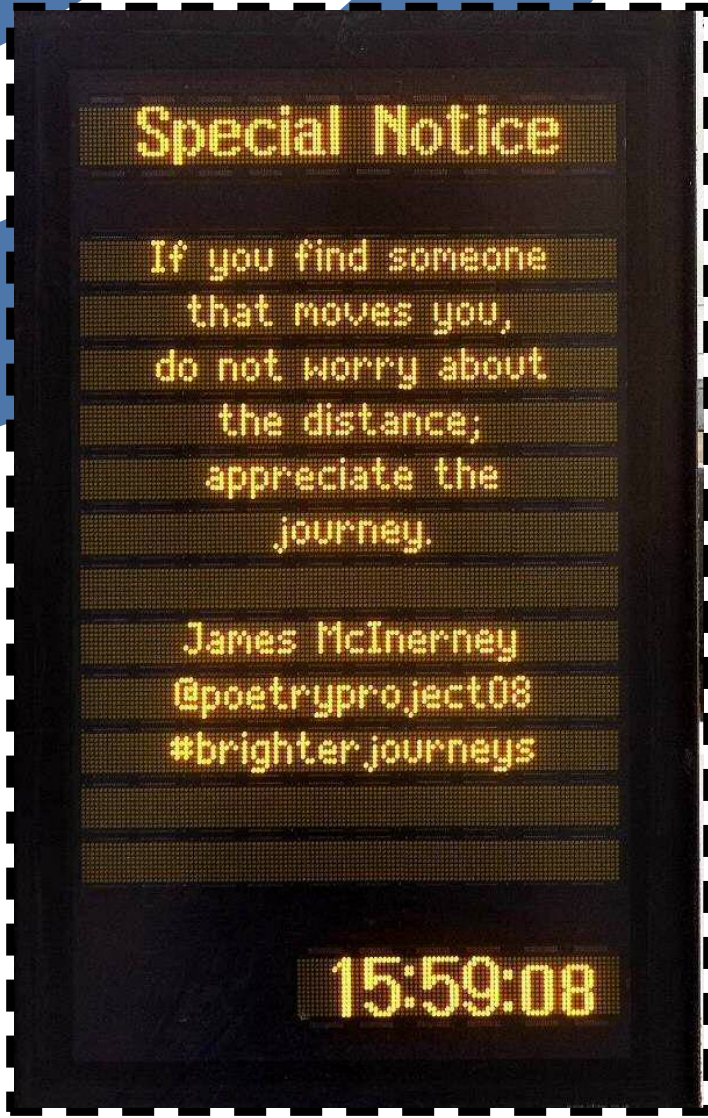 Special Notice
If you find someone
that moves you,
do not worry about
the distance;
appreciate the
journey.
James McInerney
@poetryproject08
#brighterjourneys
15:59:08